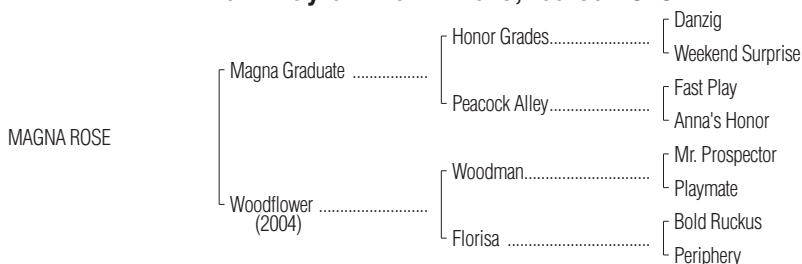 Danzig
Honor Grades..........................
Weekend Surprise
Magna Graduate ...................
Fast Play
Peacock Alley..........................
Anna's Honor
MAGNA ROSE
Mr. Prospector
Woodman................................
Playmate
Woodflower ...........................
(2004)
Bold Ruckus
Florisa ....................................
Periphery